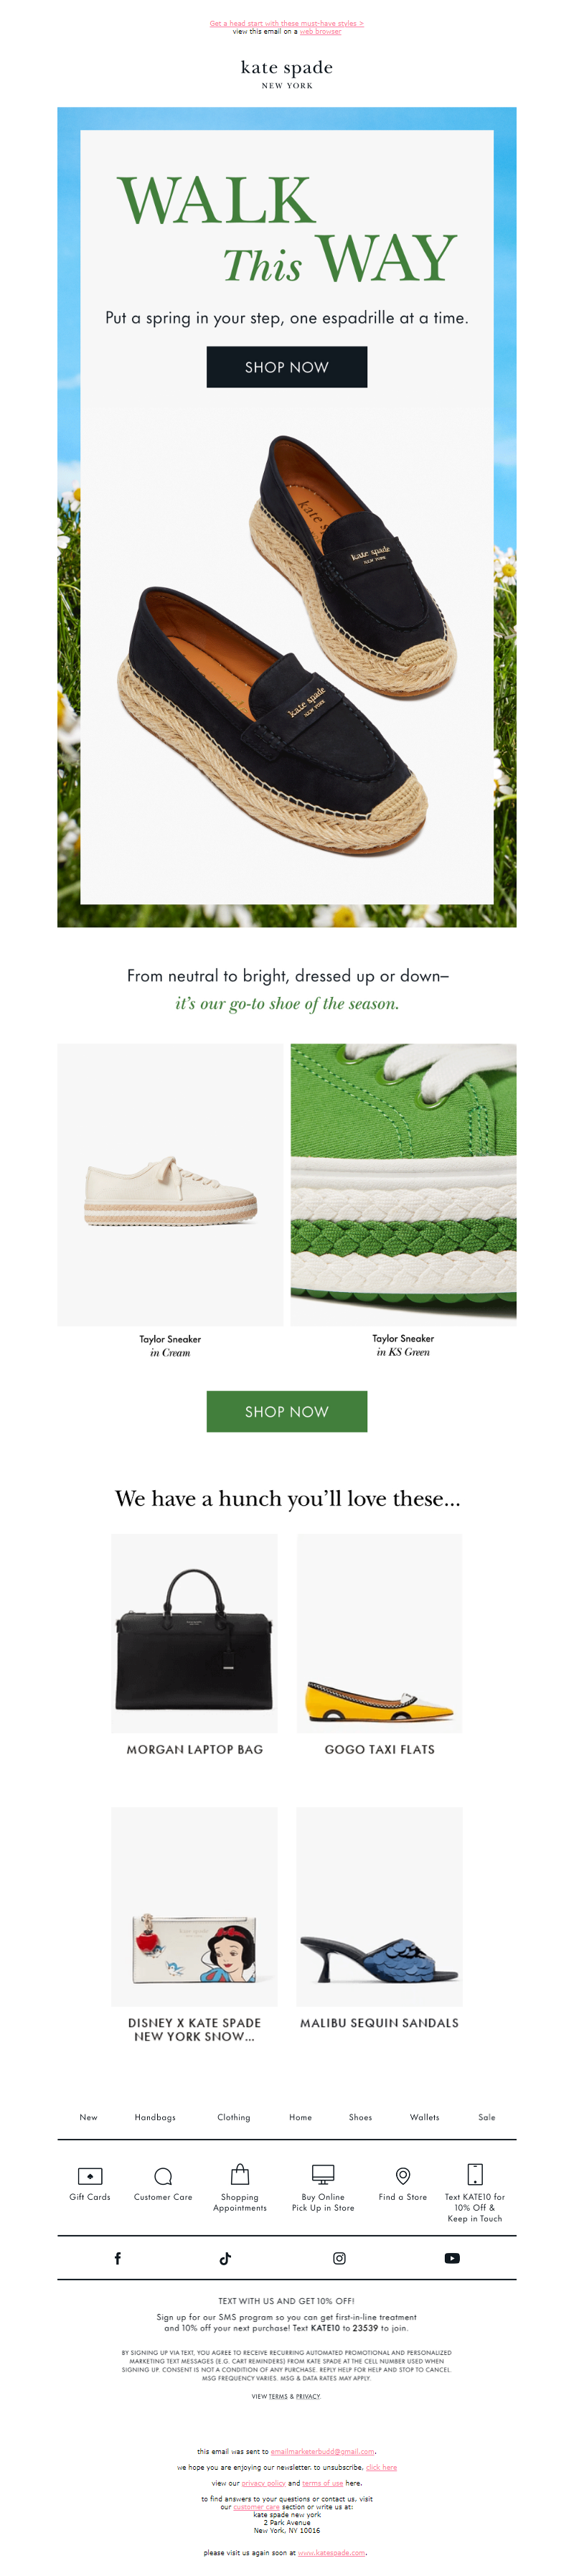 Get a head start with these must-have styles >
view this email on a web browser
kate spade
NEW YORK
WALK
This WAY
Put a spring in your step, one espadrille at a time.
SHOP NOW
kate spade
kate spade
NEW YORK
kate spade
NEW YORK
From neutral to bright, dressed up or down–
it's our go-to shoe of the season.
Taylor Sneaker
in Cream
Taylor Sneaker
in KS Green
SHOP NOW
We have a hunch you'll love these...
MORGAN LAPTOP BAG
GOGO TAXI FLATS
DISNEY X KATE SPADE
NEW YORK SNOW...
MALIBU SEQUIN SANDALS
New Handbags Clothing Home Shoes Wallets Sale
Gift Cards
Customer Care
Shopping
Appointments
Buy Online
Pick Up in Store
Find a Store
Text KATE10 for
10% Off &
Keep in Touch
TEXT WITH US AND GET 10% OFF!
Sign up for our SMS program so you can get first-in-line treatment
and 10% off your next purchase! Text KATE10 to 23539 to join.
BY SIGNING UP VIA TEXT, YOU AGREE TO RECEIVE RECURRING AUTOMATED PROMOTIONAL AND PERSONALIZED
MARKETING TEXT MESSAGES (E.G. CART REMINDERS) FROM KATE SPADE AT THE CELL NUMBER USED WHEN
SIGNING UP. CONSENT IS NOT A CONDITION OF ANY PURCHASE. REPLY HELP FOR HELP AND STOP TO CANCEL.
MSG FREQUENCY VARIES. MSG & DATA RATES MAY APPLY.
VIEW TERMS & PRIVACY.
this email was sent to emailmarketerbudd@gmail.com.
we hope you are enjoying our newsletter. to unsubscribe, click here
view our privacy policy and terms of use here.
to find answers to your questions or contact us, visit
our customer care section or write us at:
kate spade new york
2 Park Avenue
New York, NY 10016
please visit us again soon at www.katespade.com.